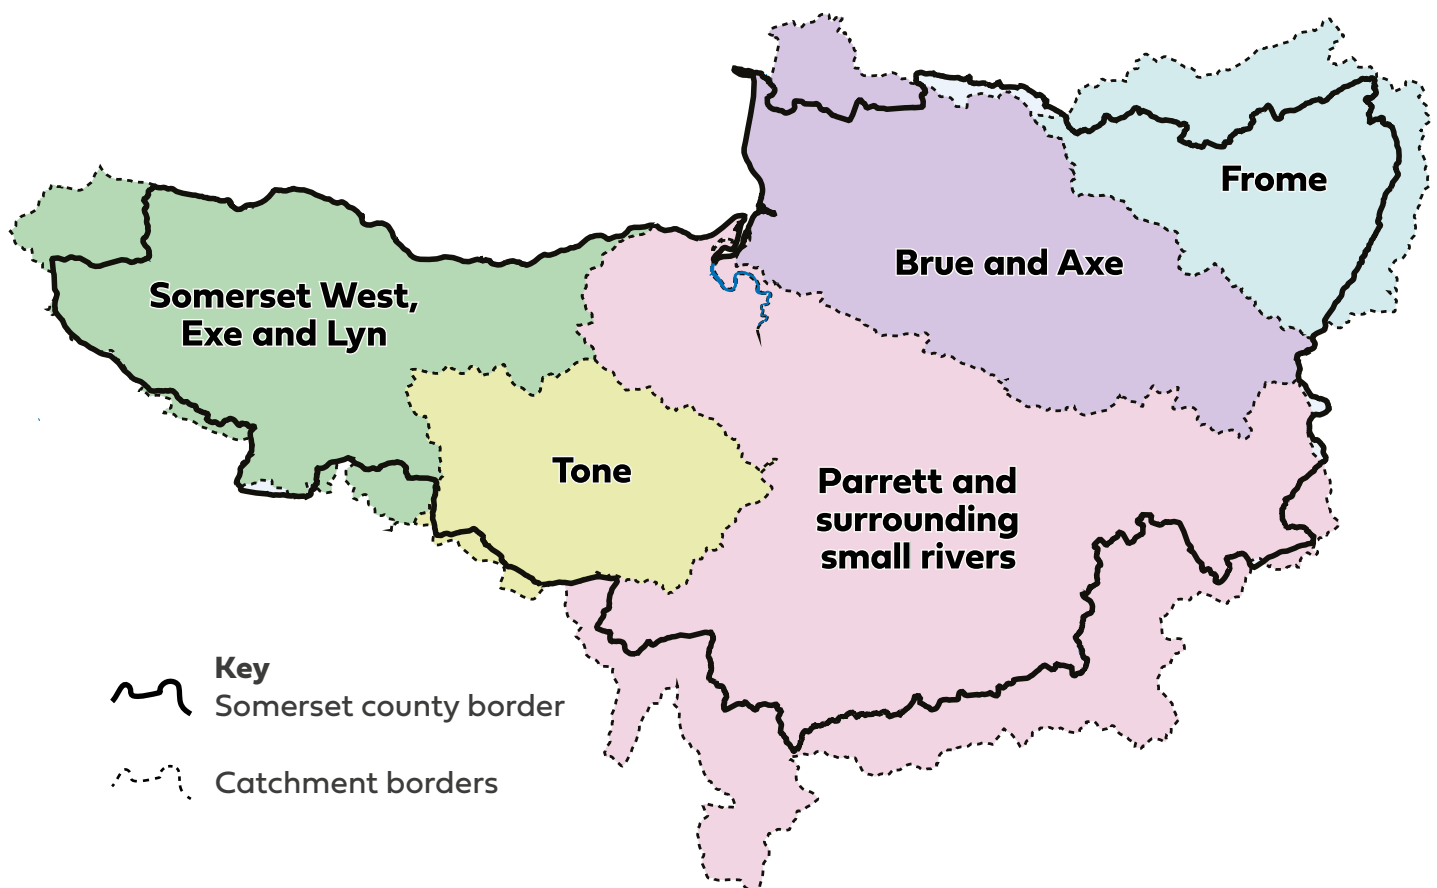 Frome
Brue and Axe
Somerset West,
Exe and Lyn
Tone
Parrett and
surrounding
small rivers
Key
Somerset county border
Catchment borders